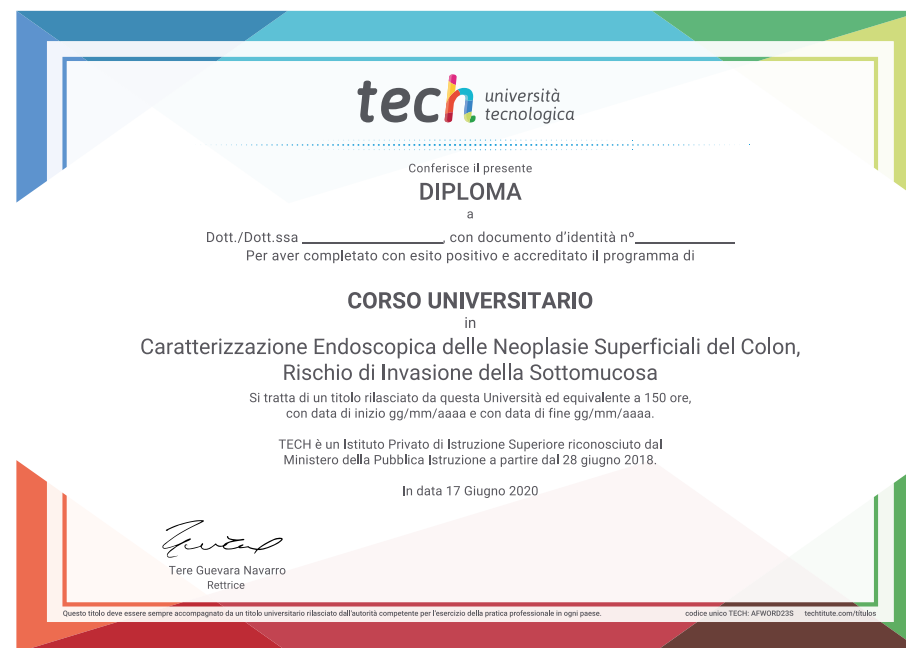 tech università
tecnologica
Conferisce il presente
DIPLOMA
a
Dott./Dott.ssa ____________________, con documento d'identità nº______________
Per aver completato con esito positivo e accreditato il programma di
CORSO UNIVERSITARIO
in
Caratterizzazione Endoscopica delle Neoplasie Superficiali del Colon,
Rischio di Invasione della Sottomucosa
Si tratta di un titolo rilasciato da questa Università ed equivalente a 150 ore,
con data di inizio gg/mm/aaaa e con data di fine gg/mm/aaaa.
TECH è un Istituto Privato di Istruzione Superiore riconosciuto dal
Ministero della Pubblica Istruzione a partire dal 28 giugno 2018.
In data 17 Giugno 2020
Tere Guevara Navarro
Rettrice
Questo titolo deve essere sempre accompagnato da un titolo universitario rilasciato dall'autorità competente per l'esercizio della pratica professionale in ogni paese. codice unico TECH: AFWORD23S techtitute.com/titulos